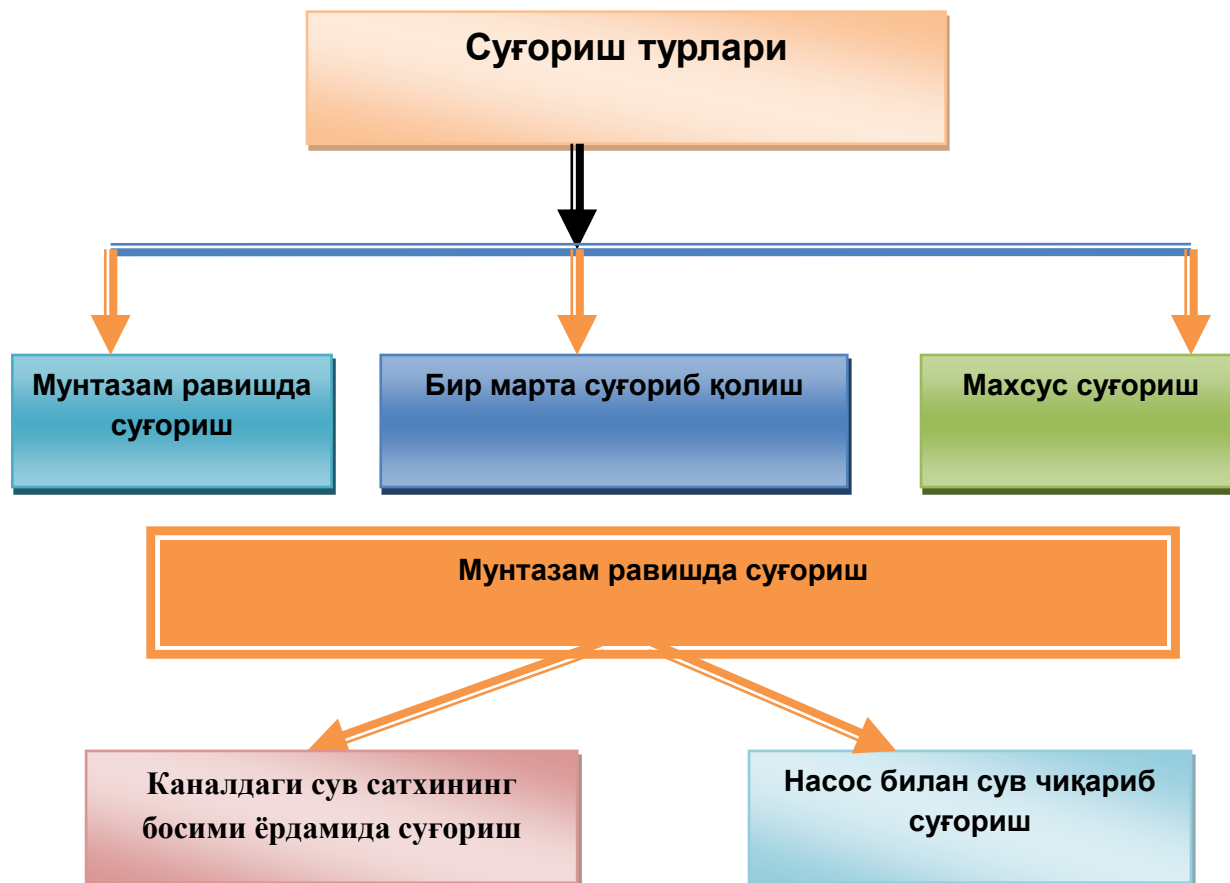 Суғориш турлари
Мунтазам равишда
суғориш
Бир марта суғориб қолиш
Махсус суғориш
Мунтазам равишда суғориш
Каналдаги сув сатхининг
босими ёрдамида суғориш
Насос билан сув чиқариб
суғориш